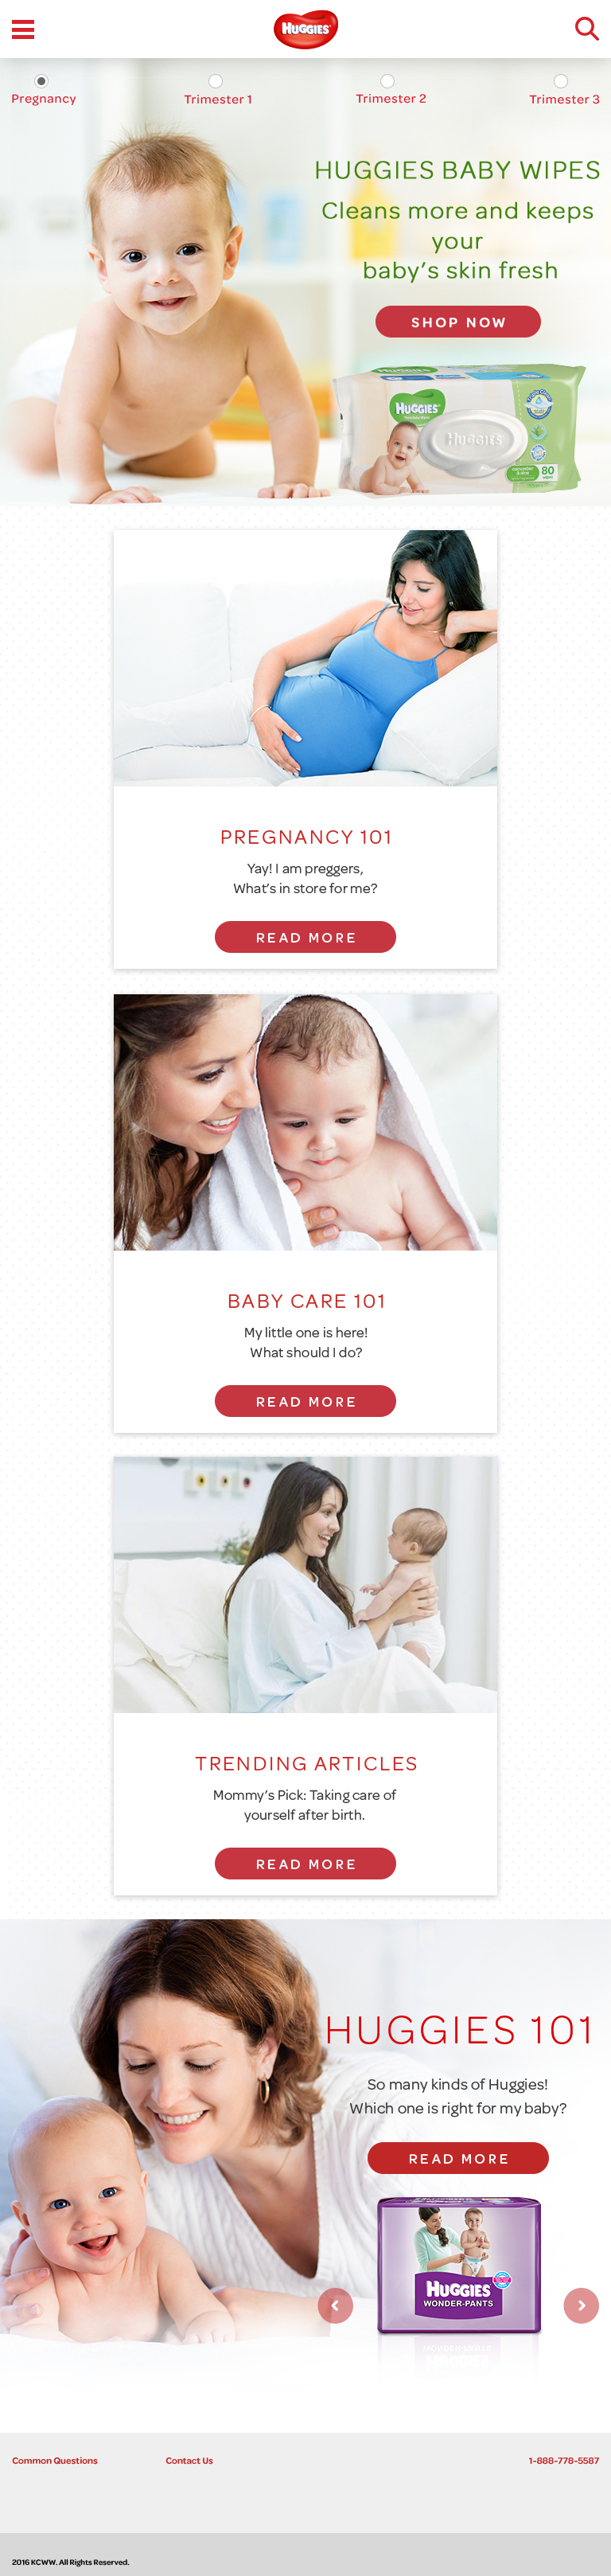 HUGGIES
Pregnancy
Trimester 1
Trimester 2
Trimester 3
HUGGIES BABY WIPES
Cleans more and keeps
your
baby's skin fresh
SHOP NOW
HUGGIES
HUGGIES
HUGGIES
80
wipes
PREGNANCY 101
Yay! I am preggers,
What's in store for me?
READ MORE
BABY CARE 101
My little one is here!
What should I do?
READ MORE
TRENDING ARTICLES
Mommy's Pick: Taking care of
yourself after birth.
READ MORE
HUGGIES 101
So many kinds of Huggies!
Which one is right for my baby?
READ MORE
HUGGIES
WONDER-PANTS
Common Questions
Contact Us
1-888-778-5587
2016 KCWW. All Rights Reserved.